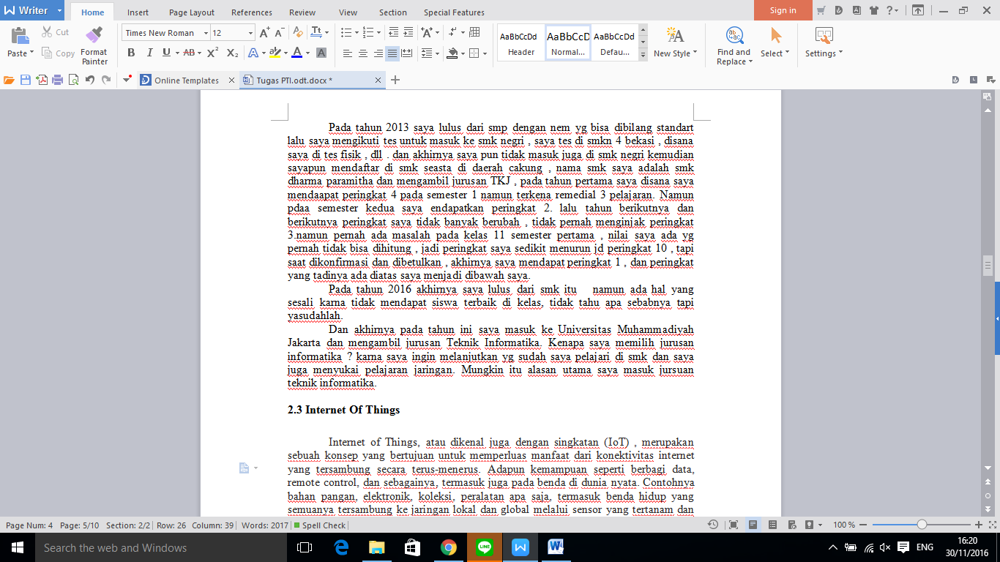 Writer
Home Insert Page Layout References Review View Section Special Features
Sign in
Paste Cut Copy Format Painter
Times New Roman 12
B I U AB X² X₂ A A A
AaBbCcDd AaBbCcD AaBbCcDd
Header Normal... Defau...
New Style Find and Replace Select Settings
Online Templates Tugas PTI.odt.docx *
Pada tahun 2013 saya lulus dari smp dengan nem yg bisa dibilang standart
lalu saya mengikuti tes untuk masuk ke smk negri , saya tes di smkn 4 bekasi , disana
saya di tes fisik , dll . dan akhirnya saya pun tidak masuk juga di smk negri kemudian
sayapun mendaftar di smk seasta di daerah cakung , nama smk saya adalah smk
dharma paramitha dan mengambil jurusan TKJ , pada tahun pertama saya disana saya
mendaapat peringkat 4 pada semester 1 namun terkena remedial 3 pelajaran. Namun
pdaa semester kedua saya endapatkan peringkat 2. lalu tahun berikutnya dan
berikutnya peringkat saya tidak banyak berubah , tidak pernah menginjak peringkat
3.namun pernah ada masalah pada kelas 11 semester pertama , nilai saya ada yg
pernah tidak bisa dihitung , jadi peringkat saya sedikit menurun jd peringkat 10 , tapi
saat dikonfirmasi dan dibetulkan , akhirnya saya mendapat peringkat 1 , dan peringkat
yang tadinya ada diatas saya menjadi dibawah saya.
Pada tahun 2016 akhirnya saya lulus dari smk itu namun ada hal yang
sesali karna tidak mendapat siswa terbaik di kelas, tidak tahu apa sebabnya tapi
yasudahlah.
Dan akhirnya pada tahun ini saya masuk ke Universitas Muhammadiyah
Jakarta dan mengambil jurusan Teknik Informatika. Kenapa saya memilih jurusan
informatika ? karna saya ingin melanjutkan yg sudah saya pelajari di smk dan saya
juga menyukai pelajaran jaringan. Mungkin itu alasan utama saya masuk jursuan
teknik informatika.
2.3 Internet Of Things
Internet of Things, atau dikenal juga dengan singkatan (IoT) , merupakan
sebuah konsep yang bertujuan untuk memperluas manfaat dari konektivitas internet
yang tersambung secara terus-menerus. Adapun kemampuan seperti berbagi data,
remote control, dan sebagainya, termasuk juga pada benda di dunia nyata. Contohnya
bahan pangan, elektronik, koleksi, peralatan apa saja, termasuk benda hidup yang
semuanya tersambung ke jaringan lokal dan global melalui sensor yang tertanam dan
Page Num: 4 Page: 5/10 Section: 2/2 Row: 26 Column: 39 Words: 2017 Spell Check 100 %
Search the web and Windows
ENG
16:20
30/11/2016